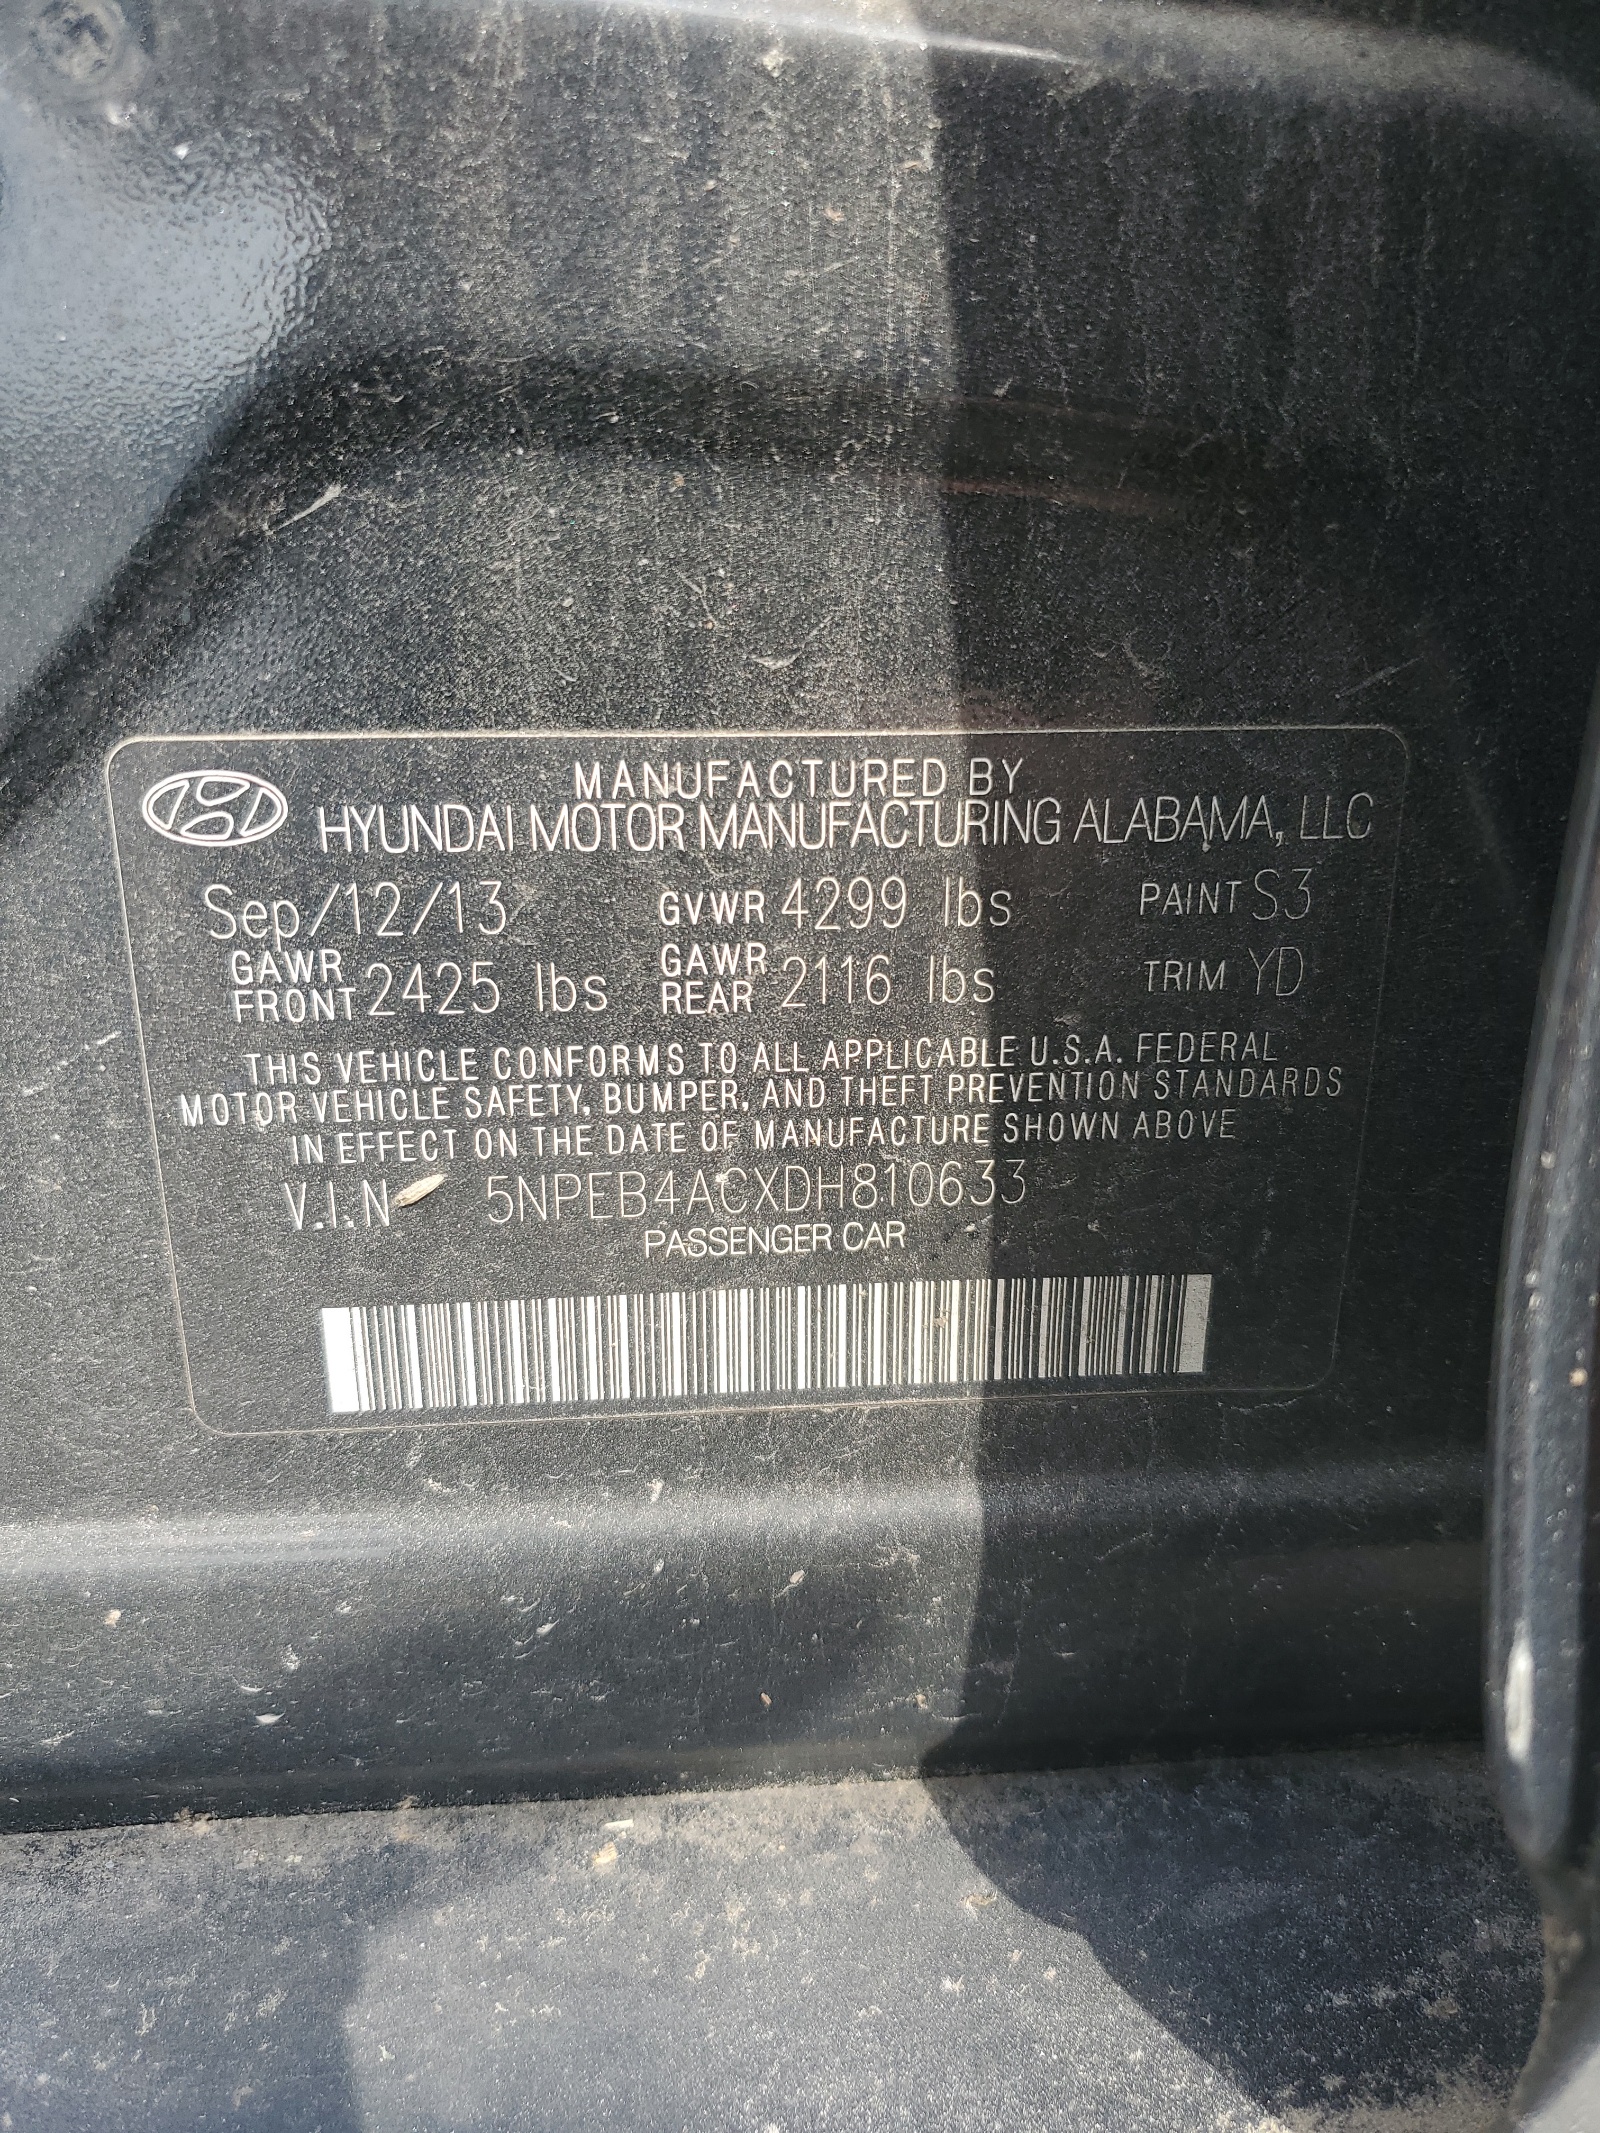 MANUFACTURED BY
HYUNDAI MOTOR MANUFACTURING ALABAMA, LLC
Sep/12/13 GVWR 4299 lbs PAINT S3
GAWR FRONT 2425 lbs GAWR REAR 2116 lbs TRIM YD
THIS VEHICLE CONFORMS TO ALL APPLICABLE U.S.A. FEDERAL
MOTOR VEHICLE SAFETY, BUMPER, AND THEFT PREVENTION STANDARDS
IN EFFECT ON THE DATE OF MANUFACTURE SHOWN ABOVE
V.I.N 5NPEB4ACXDH810633
PASSENGER CAR